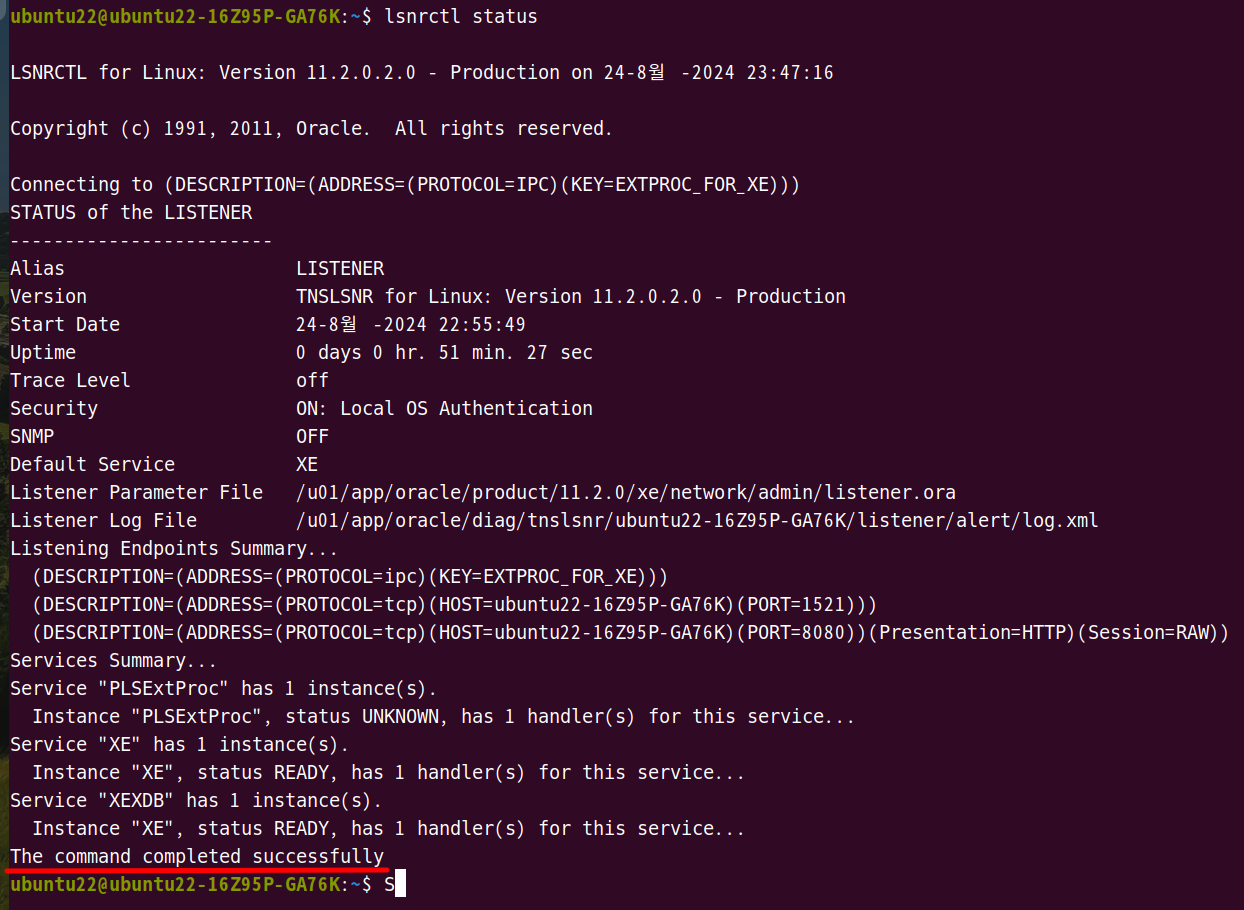 ubuntu22@ubuntu22-16Z95P-GA76K:~$ lsnrctl status
LSNRCTL for Linux: Version 11.2.0.2.0 - Production on 24-8월 -2024 23:47:16
Copyright (c) 1991, 2011, Oracle.  All rights reserved.
Connecting to (DESCRIPTION=(ADDRESS=(PROTOCOL=IPC)(KEY=EXTPROC_FOR_XE)))
STATUS of the LISTENER
------------------------
Alias                     LISTENER
Version                   TNSLSNR for Linux: Version 11.2.0.2.0 - Production
Start Date                24-8월 -2024 22:55:49
Uptime                    0 days 0 hr. 51 min. 27 sec
Trace Level               off
Security                  ON: Local OS Authentication
SNMP                      OFF
Default Service           XE
Listener Parameter File   /u01/app/oracle/product/11.2.0/xe/network/admin/listener.ora
Listener Log File         /u01/app/oracle/diag/tnslsnr/ubuntu22-16Z95P-GA76K/listener/alert/log.xml
Listening Endpoints Summary...
  (DESCRIPTION=(ADDRESS=(PROTOCOL=ipc)(KEY=EXTPROC_FOR_XE)))
  (DESCRIPTION=(ADDRESS=(PROTOCOL=tcp)(HOST=ubuntu22-16Z95P-GA76K)(PORT=1521)))
  (DESCRIPTION=(ADDRESS=(PROTOCOL=tcp)(HOST=ubuntu22-16Z95P-GA76K)(PORT=8080))(Presentation=HTTP)(Session=RAW))
Services Summary...
Service "PLSExtProc" has 1 instance(s).
  Instance "PLSExtProc", status UNKNOWN, has 1 handler(s) for this service...
Service "XE" has 1 instance(s).
  Instance "XE", status READY, has 1 handler(s) for this service...
Service "XEXDB" has 1 instance(s).
  Instance "XE", status READY, has 1 handler(s) for this service...
The command completed successfully
ubuntu22@ubuntu22-16Z95P-GA76K:~$ S